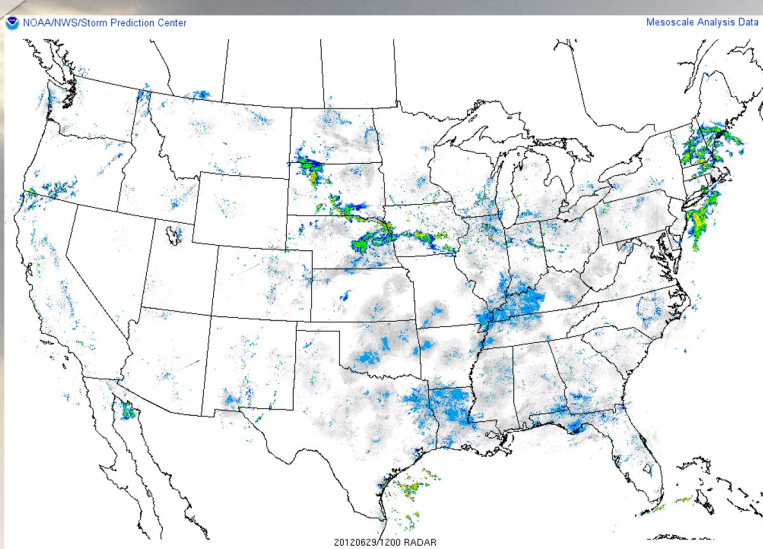 NOAA/NWS/Storm Prediction Center
Mesoscale Analysis Data
20120629/1200 RADAR